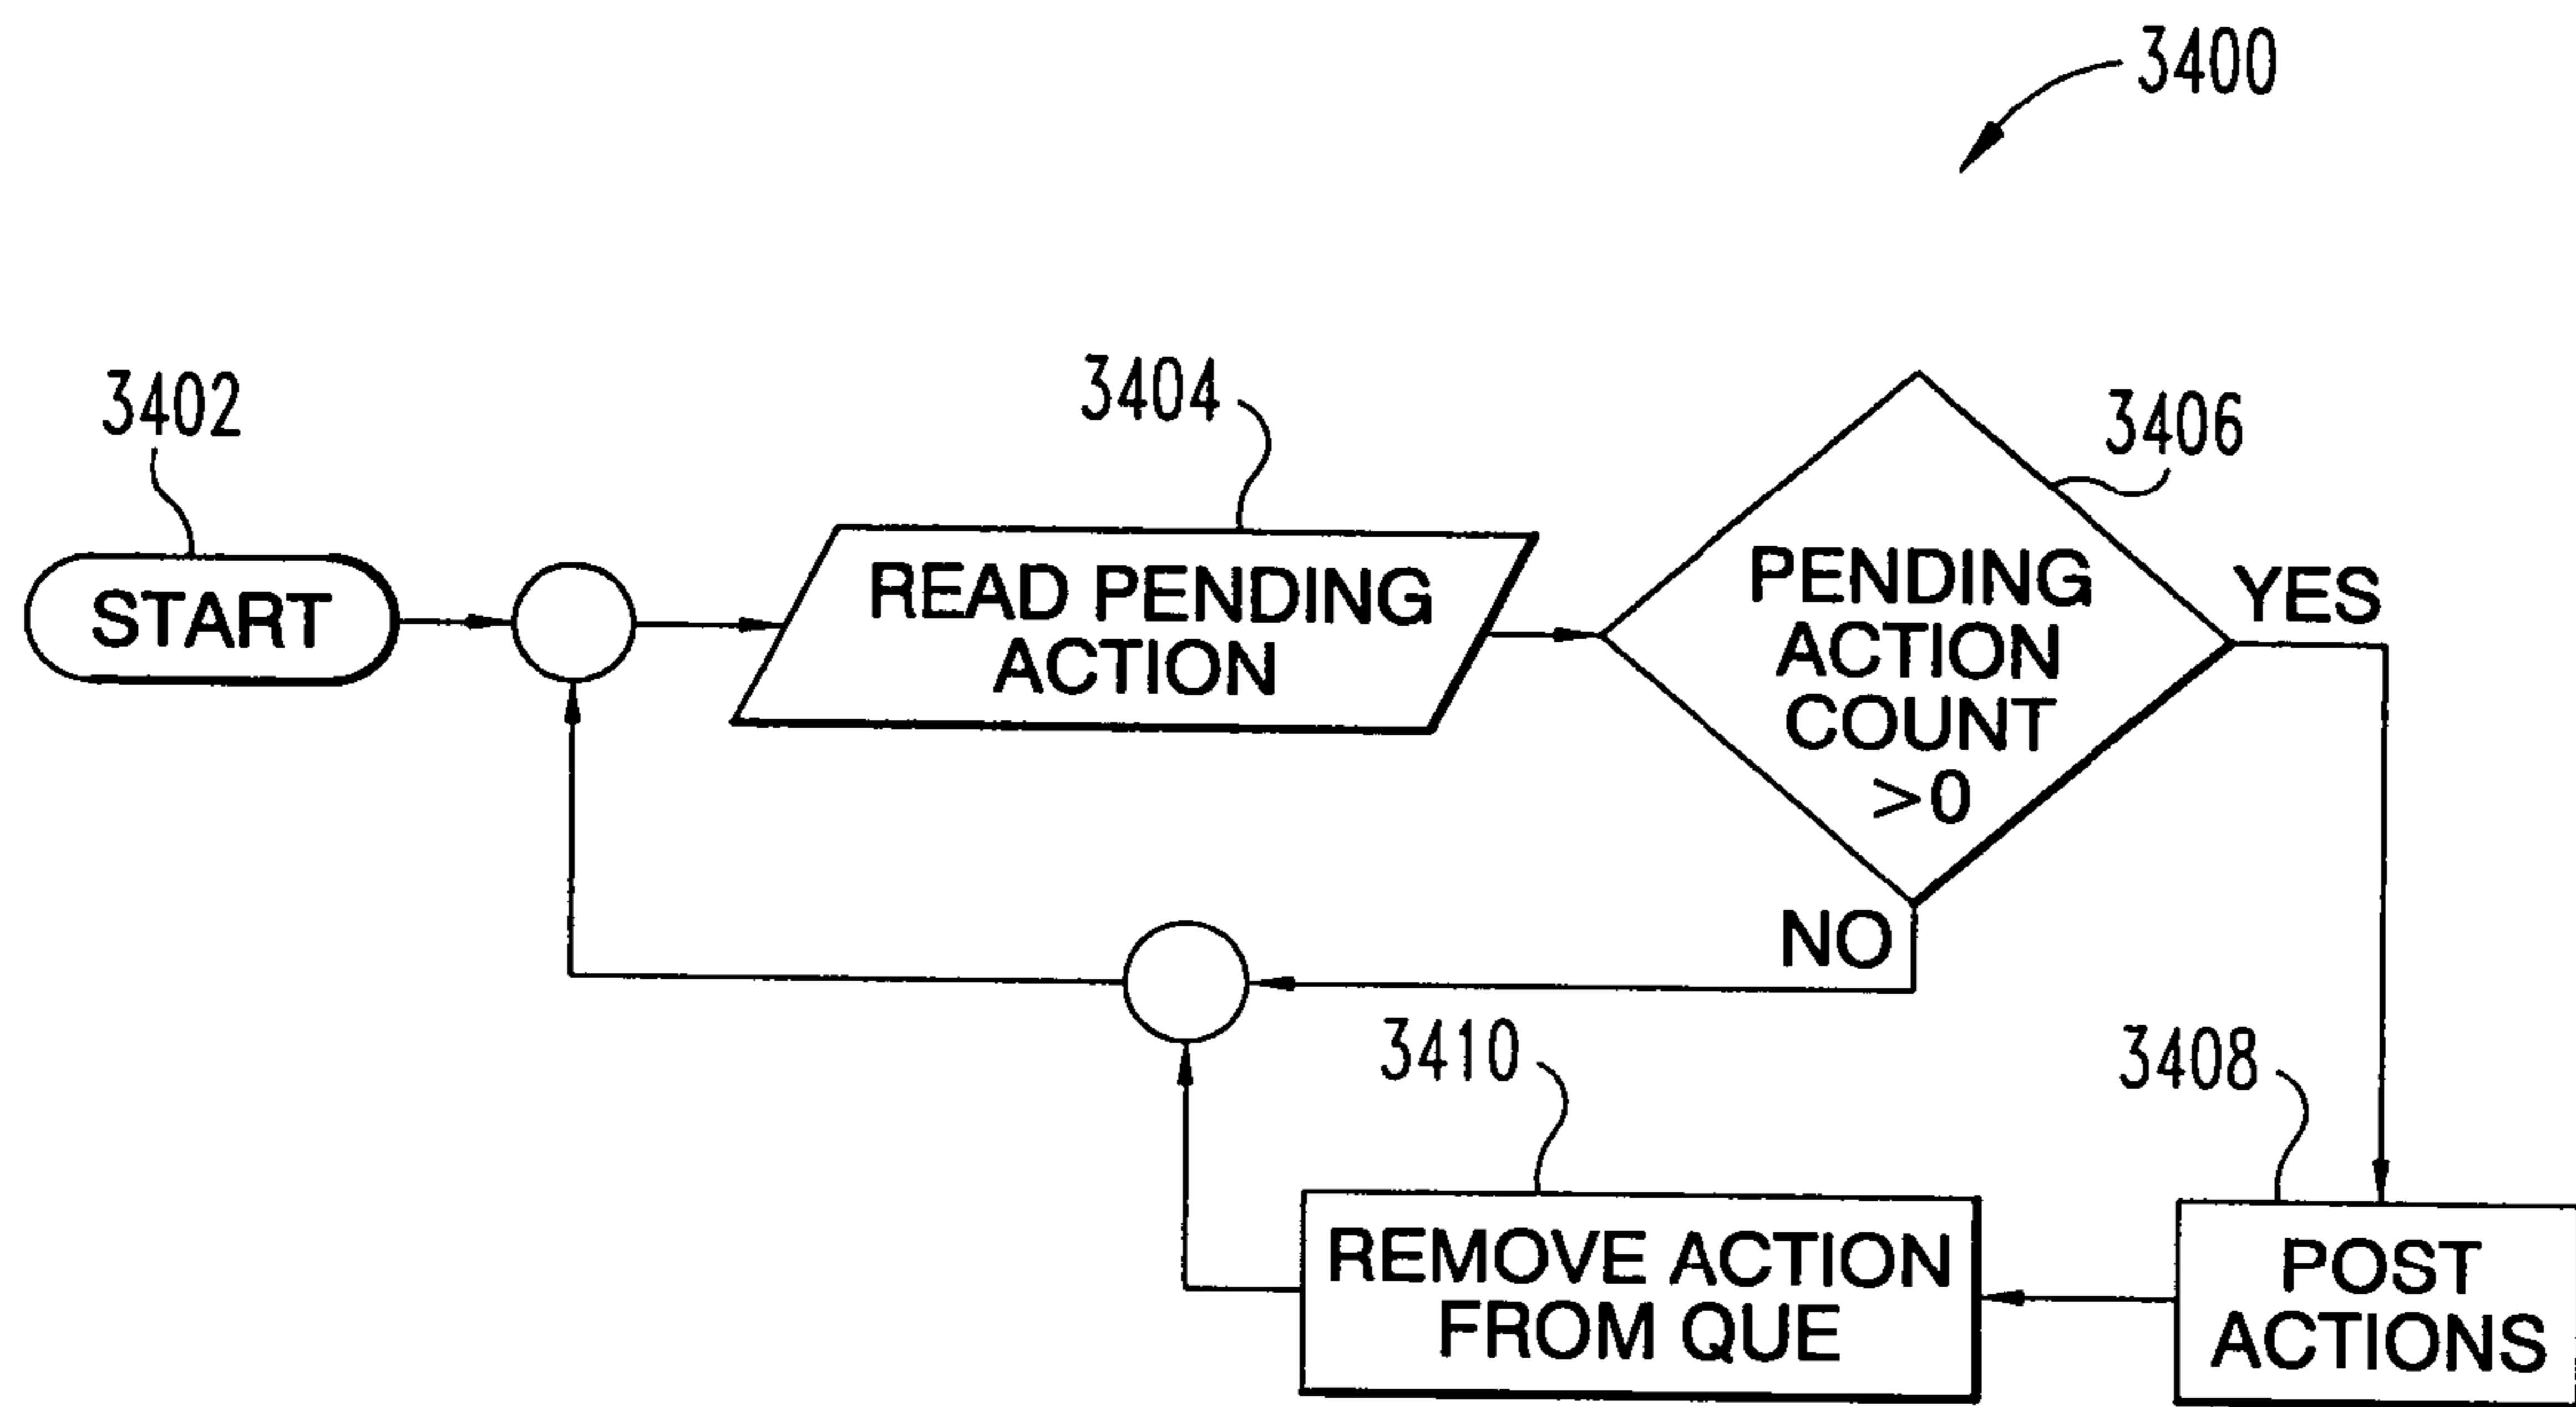 3400
3402
START
3404
READ PENDING
ACTION
3406
PENDING
ACTION
COUNT
>0
YES
NO
3408
POST
ACTIONS
3410
REMOVE ACTION
FROM QUE